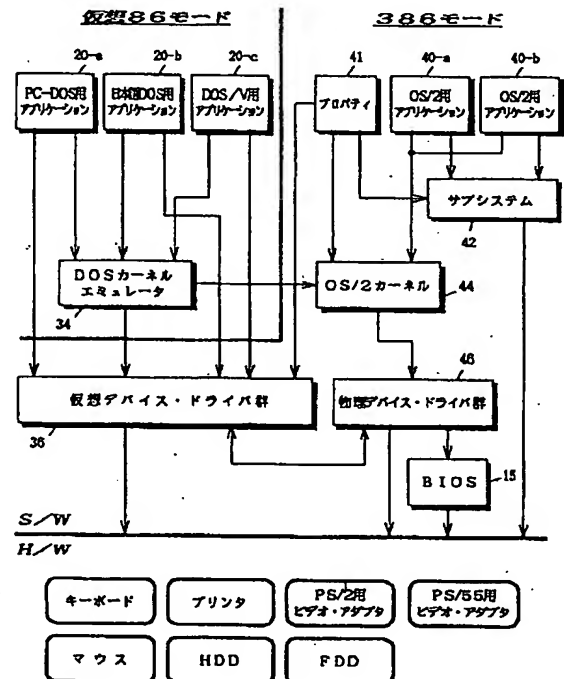 仮想86モード
386モード
20-a
20-b
20-c
41
40-a
40-b
PC-DOS用
アプリケーション
日本語DOS用
アプリケーション
DOS/V用
アプリケーション
プロパティ
OS/2用
アプリケーション
OS/2用
アプリケーション
サブシステム
42
DOSカーネル
エミュレータ
34
OS/2カーネル
44
46
仮想デバイス・ドライバ群
36
物理デバイス・ドライバ群
BIOS
15
S/W
H/W
キーボード
プリンタ
PS/2用
ビデオ・アダプタ
PS/55用
ビデオ・アダプタ
マウス
HDD
FDD